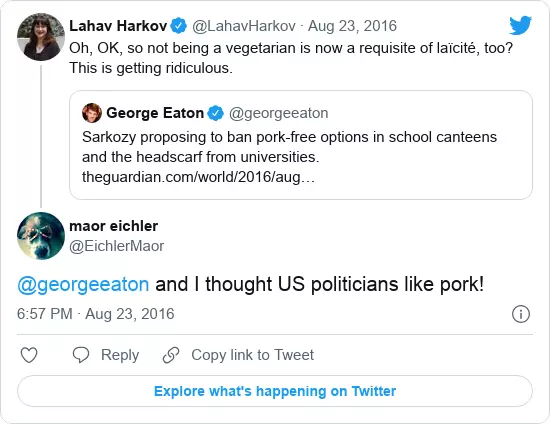 Lahav Harkov @LahavHarkov · Aug 23, 2016
Oh, OK, so not being a vegetarian is now a requisite of laïcité, too?
This is getting ridiculous.
George Eaton @georgeeaton
Sarkozy proposing to ban pork-free options in school canteens
and the headscarf from universities.
theguardian.com/world/2016/aug…
maor eichler
@EichlerMaor
@georgeeaton and I thought US politicians like pork!
6:57 PM · Aug 23, 2016
Reply
Copy link to Tweet
Explore what's happening on Twitter